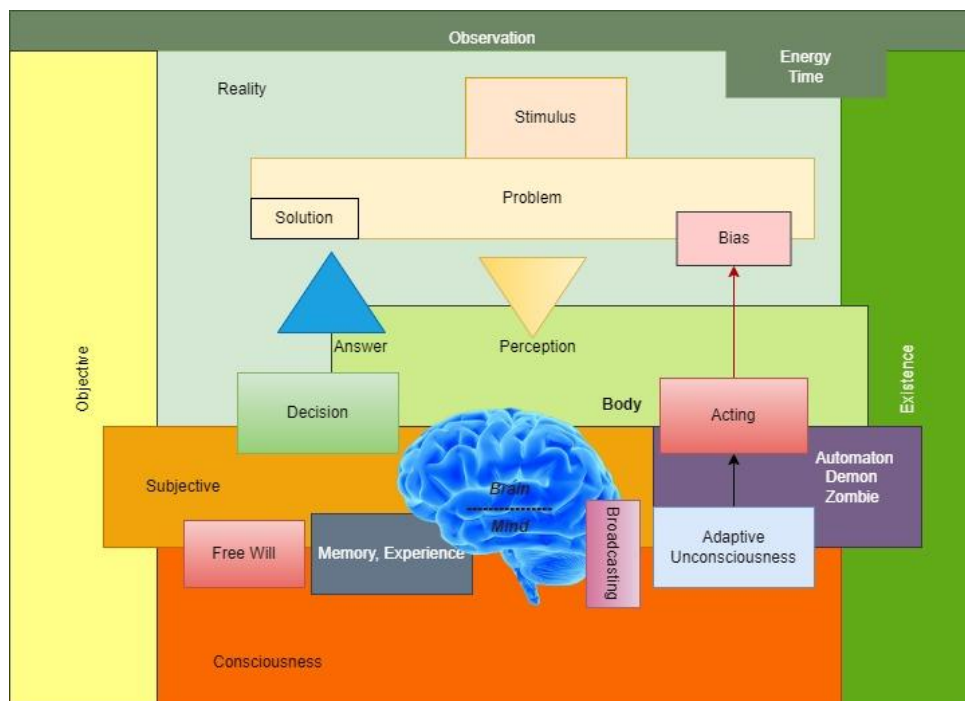 Observation
Energy
Time
Reality
Stimulus
Problem
Solution
Bias
Answer
Perception
Objective
Existence
Decision
Body
Acting
Subjective
Brain
Mind
Automaton
Demon
Zombie
Free Will
Memory, Experience
Broadcasting
Adaptive
Unconsciousness
Consciousness